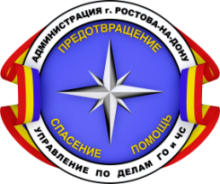 АДМИНИСТРАЦИЯ г. РОСТОВА-НА-ДОНУ
ПРЕДОТВРАЩЕНИЕ
СПАСЕНИЕ
ПОМОЩЬ
УПРАВЛЕНИЕ ПО ДЕЛАМ ГО и ЧС